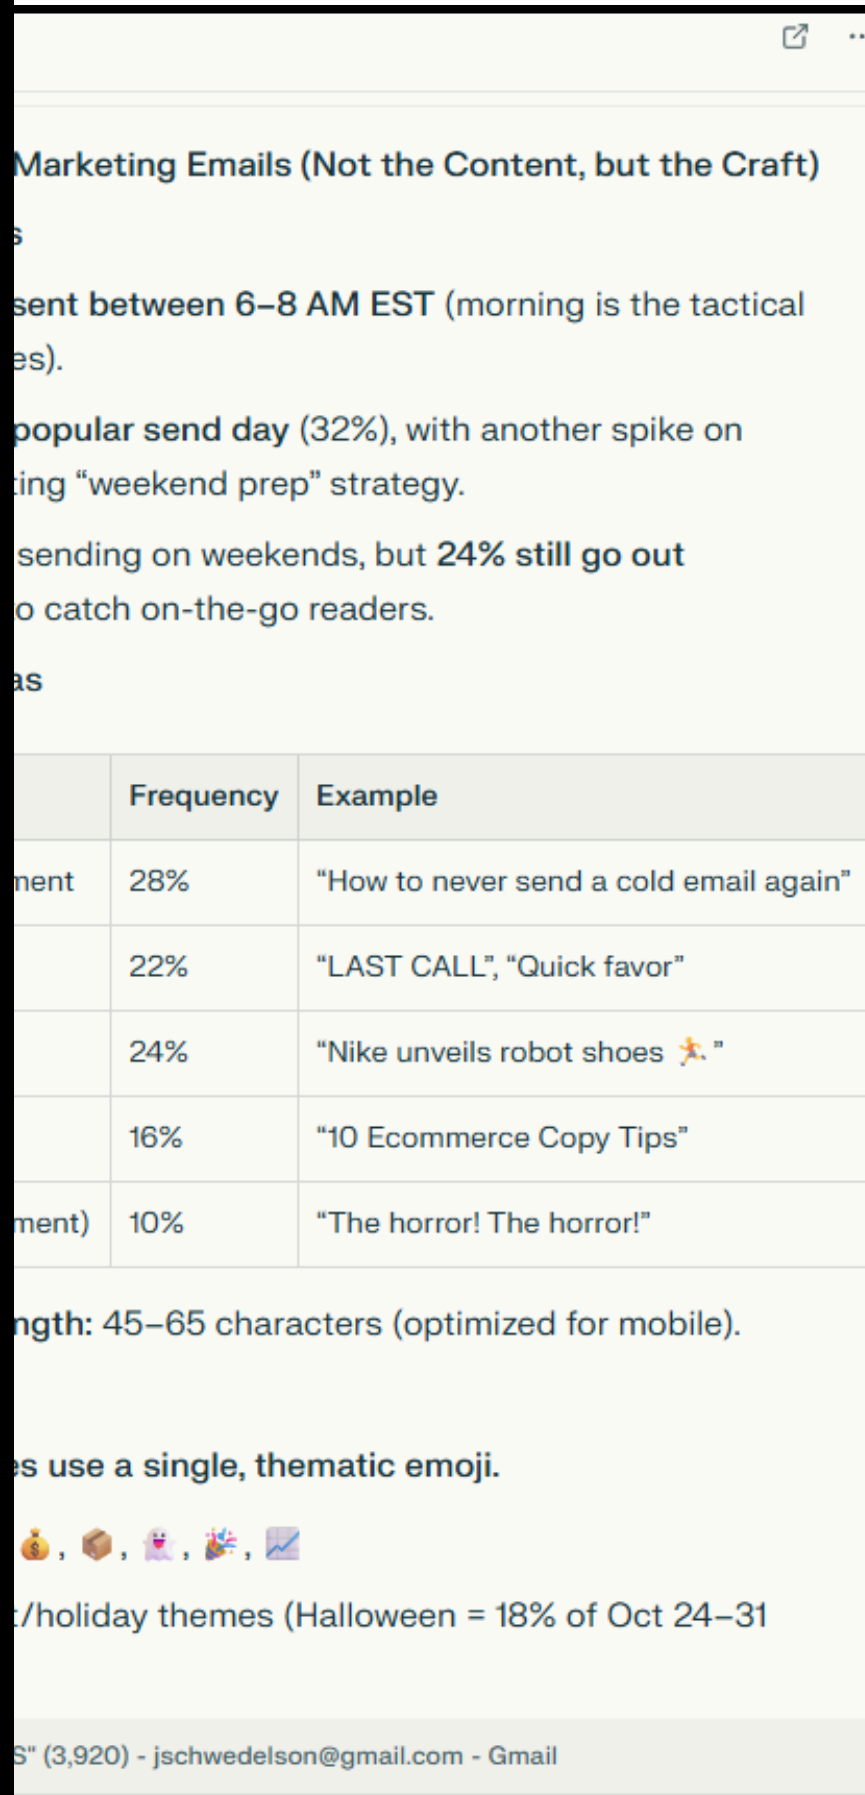 Marketing Emails (Not the Content, but the Craft)
s
sent between 6–8 AM EST (morning is the tactical
es).
popular send day (32%), with another spike on
ting “weekend prep” strategy.
sending on weekends, but 24% still go out
to catch on-the-go readers.
as
Frequency Example
ment 28% “How to never send a cold email again”
22% “LAST CALL”, “Quick favor”
24% “Nike unveils robot shoes 🏃”
16% “10 Ecommerce Copy Tips”
ment) 10% “The horror! The horror!”
ngth: 45–65 characters (optimized for mobile).
es use a single, thematic emoji.
💰, 📦, 👻, 🎉, 📈
t/holiday themes (Halloween = 18% of Oct 24–31
S" (3,920) - jschwedelson@gmail.com - Gmail